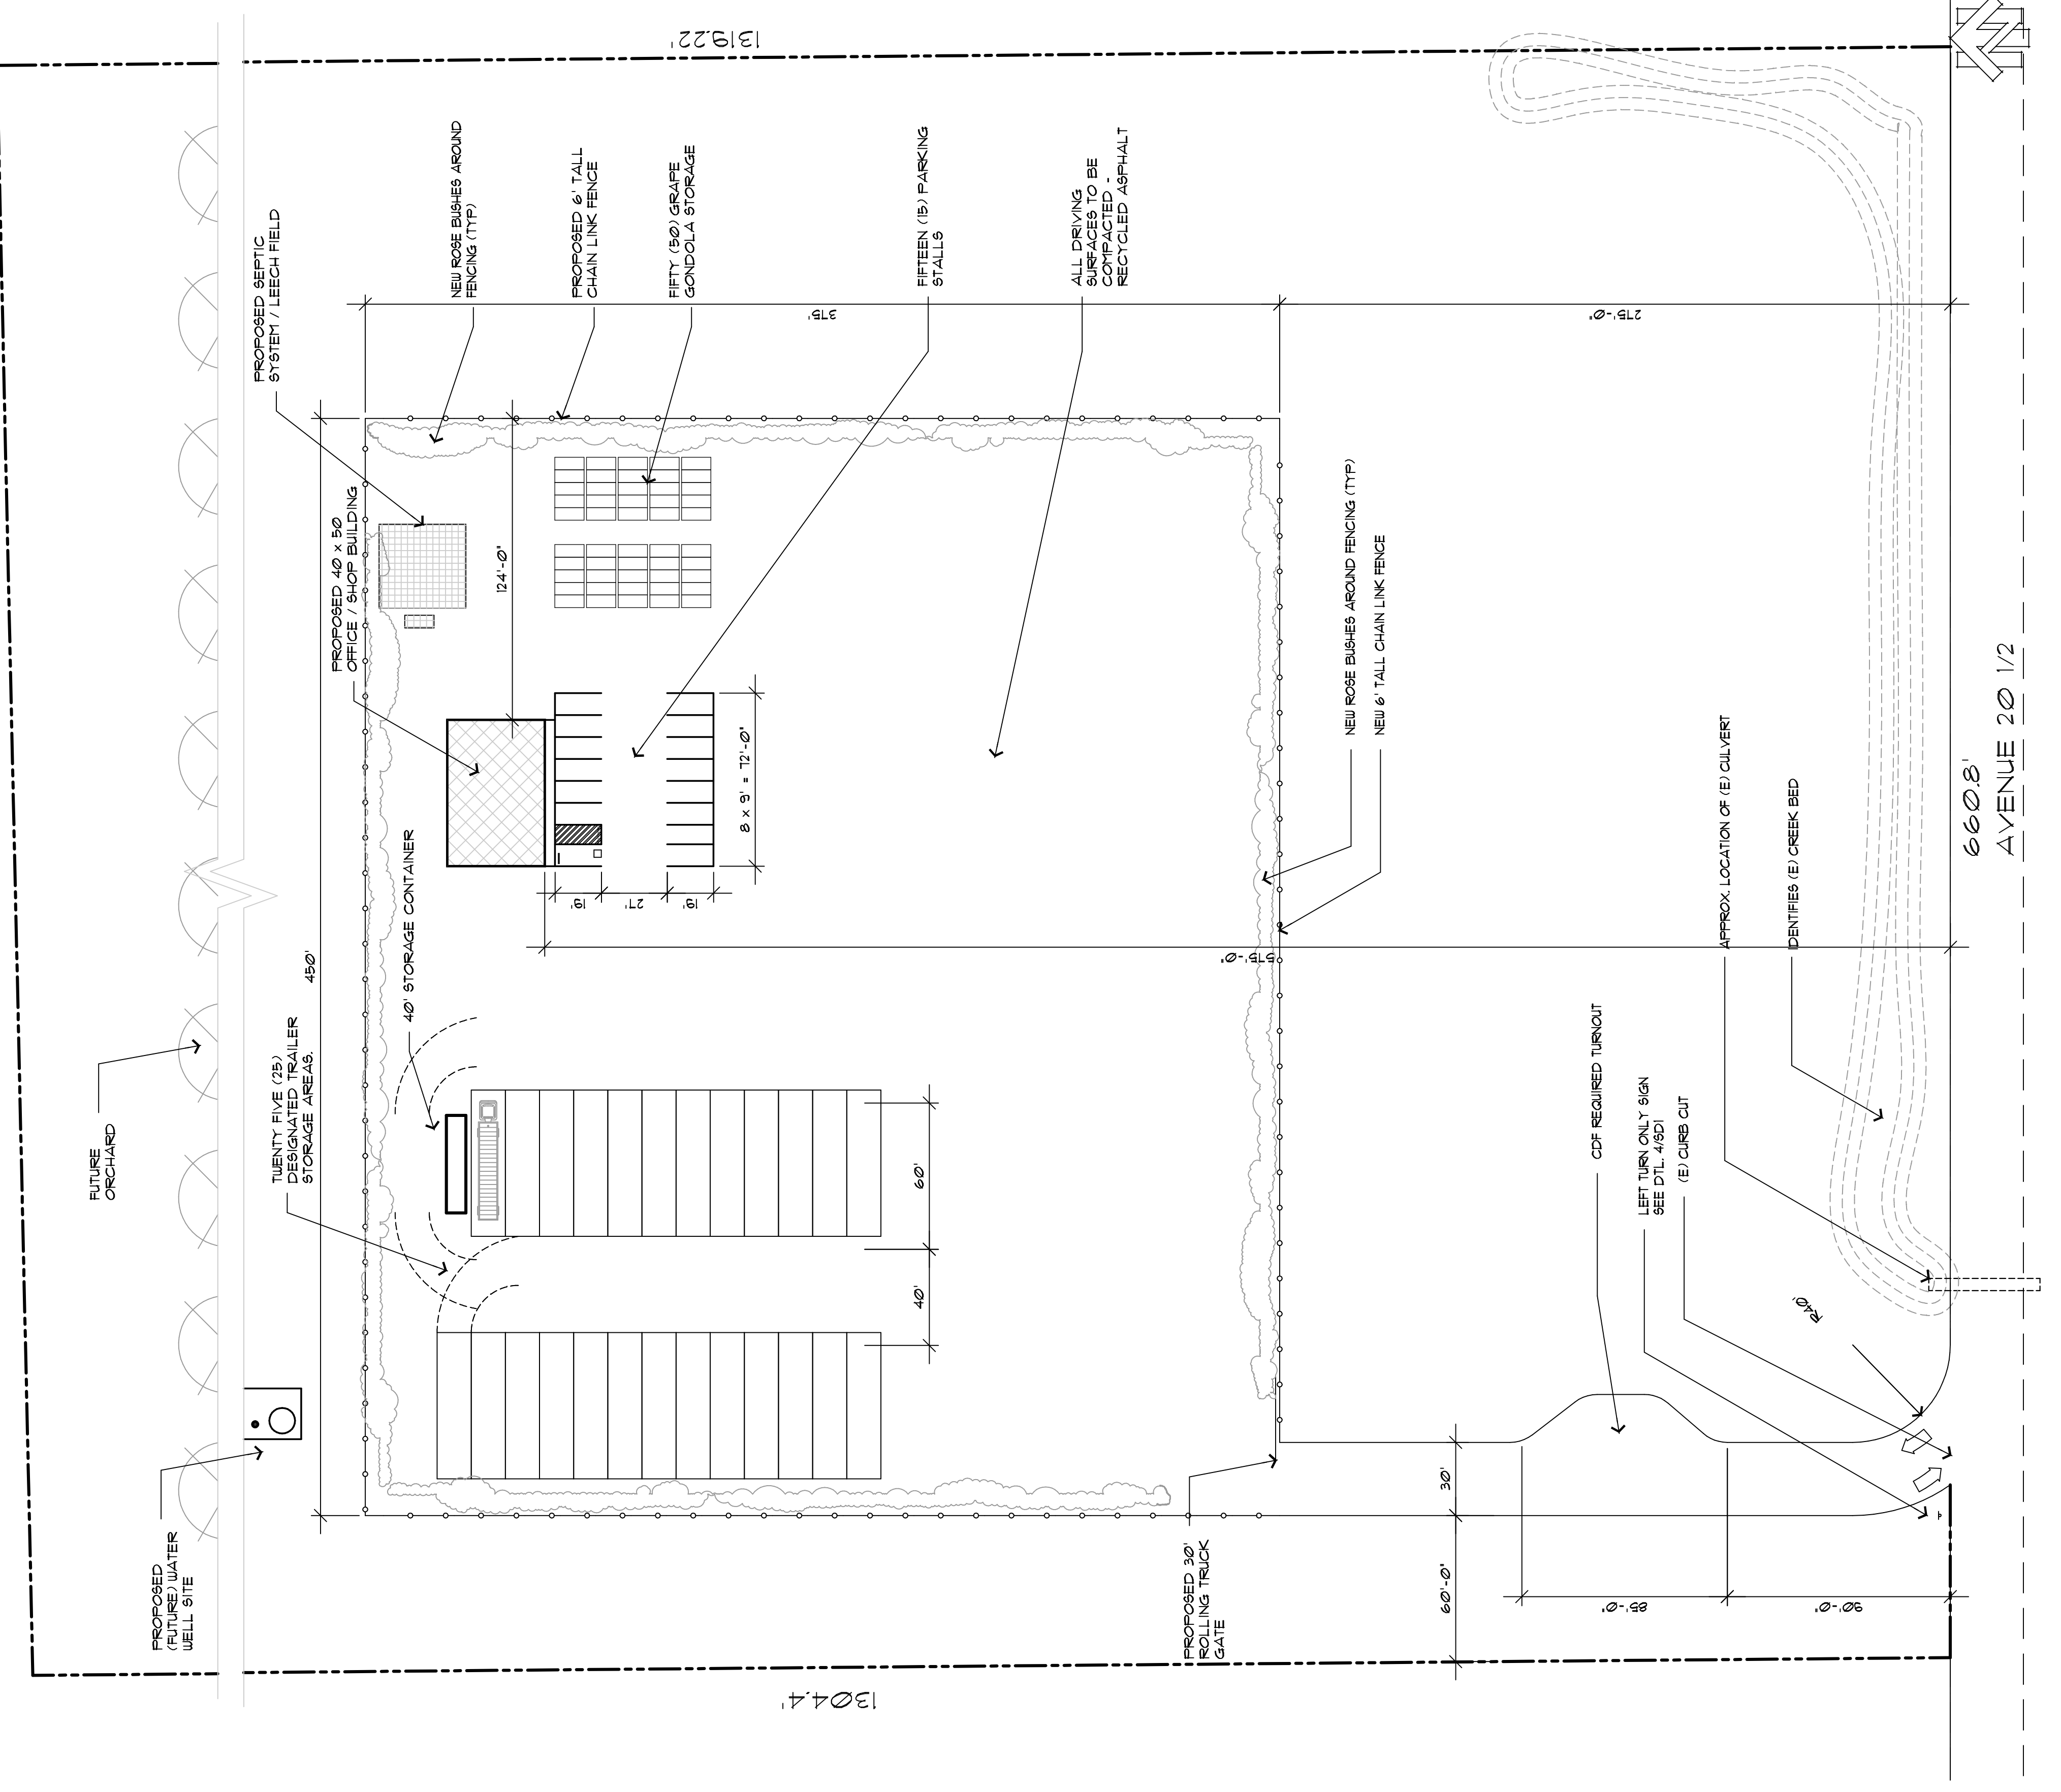 1319.22'
PROPOSED SEPTIC
SYSTEM / LEECH FIELD
NEW ROSE BUSHES AROUND
FENCING (TYP)
PROPOSED 6' TALL
CHAIN LINK FENCE
FIFTY (50) GRAPE
GONDOLA STORAGE
FIFTEEN (15) PARKING
STALLS
ALL DRIVING
SURFACES TO BE
COMPACTED -
RECYCLED ASPHALT
375'
275'-0"
PROPOSED 40 x 50
OFFICE / SHOP BUILDING
124'-0"
8 x 9' = 72'-0"
19'
27'
19'
575'-0"
NEW ROSE BUSHES AROUND FENCING (TYP)
NEW 6' TALL CHAIN LINK FENCE
APPROX. LOCATION OF (E) CULVERT
IDENTIFIES (E) CREEK BED
660.8'
AVENUE 20 1/2
450'
40' STORAGE CONTAINER
TWENTY FIVE (25)
DESIGNATED TRAILER
STORAGE AREAS.
FUTURE
ORCHARD
60'
40'
CDF REQUIRED TURNOUT
LEFT TURN ONLY SIGN
SEE DTL. 4/SD1
(E) CURB CUT
R40'
PROPOSED
(FUTURE) WATER
WELL SITE
PROPOSED 30'
ROLLING TRUCK
GATE
30'
60'-0"
85'-0"
90'-0"
1304.4'
N